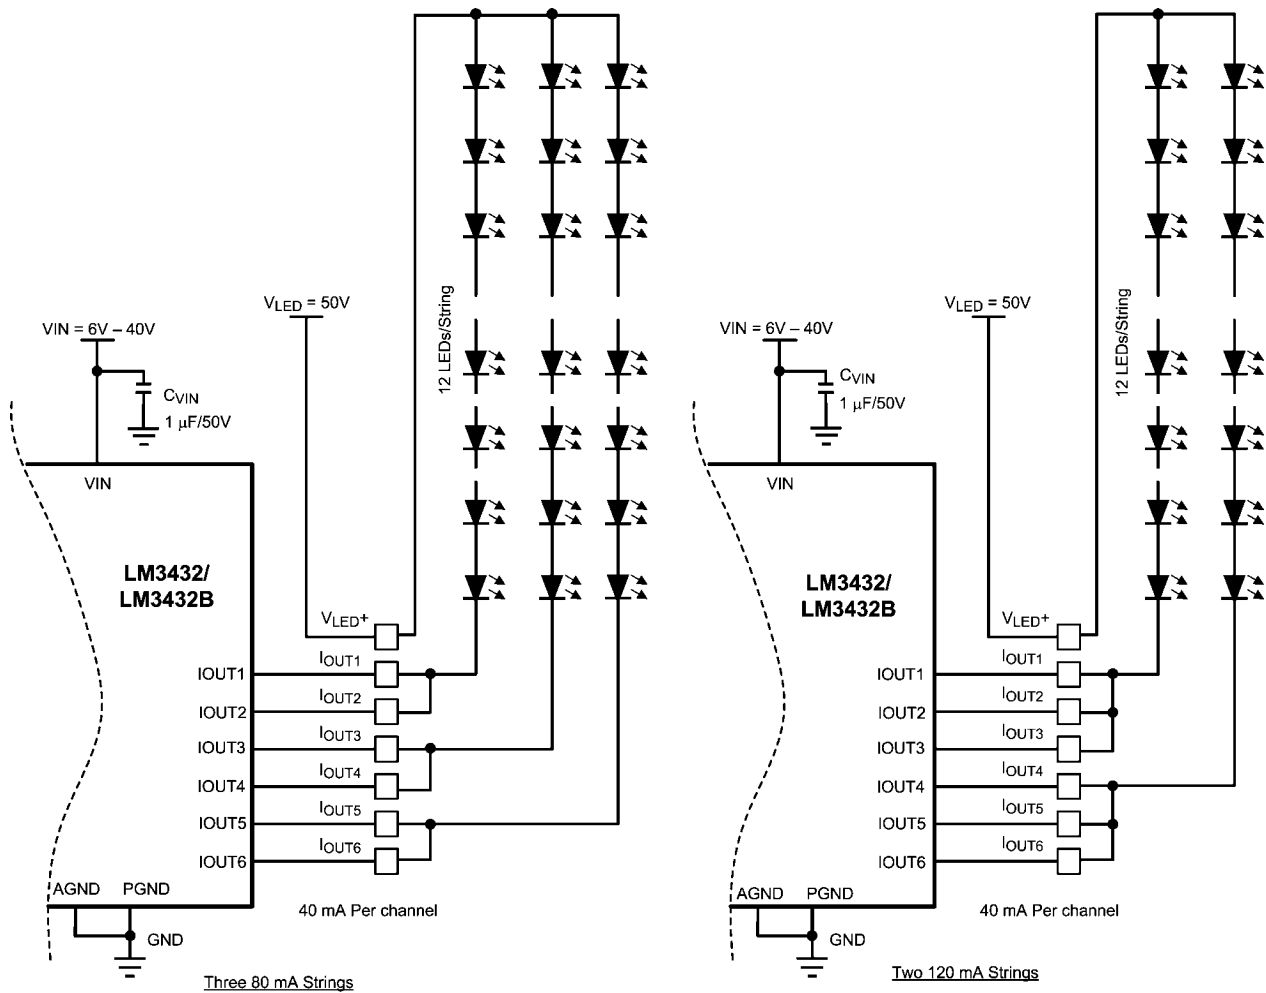 VLED = 50V
VIN = 6V – 40V
12 LEDs/String
CVIN
1 µF/50V
VIN
LM3432/
LM3432B
VLED+
IOUT1
IOUT1
IOUT2
IOUT2
IOUT3
IOUT3
IOUT4
IOUT4
IOUT5
IOUT5
IOUT6
IOUT6
AGND PGND
40 mA Per channel
GND
Three 80 mA Strings
VLED = 50V
VIN = 6V – 40V
12 LEDs/String
CVIN
1 µF/50V
VIN
LM3432/
LM3432B
VLED+
IOUT1
IOUT1
IOUT2
IOUT2
IOUT3
IOUT3
IOUT4
IOUT4
IOUT5
IOUT5
IOUT6
IOUT6
AGND PGND
40 mA Per channel
GND
Two 120 mA Strings